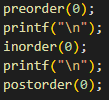 preorder(0);
printf("\n");
inorder(0);
printf("\n");
postorder(0);